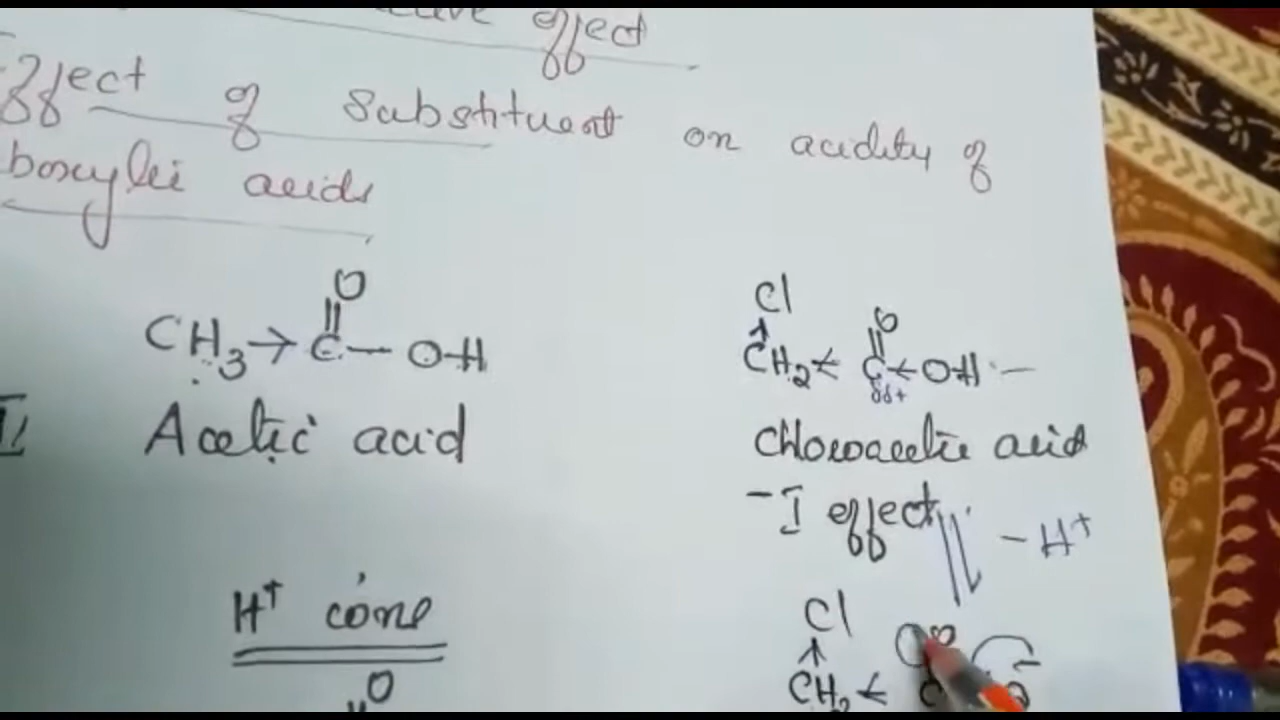 effect
Effect of Substituent on acidity of
boxylic acids
O
CH3 → C — OH
Acetic acid
H+ conc
O
Cl
O
CH2 ← C ← OH —
δδ+
Chloroacetic acid
-I effect
- H+
Cl
O
CH2 ← C